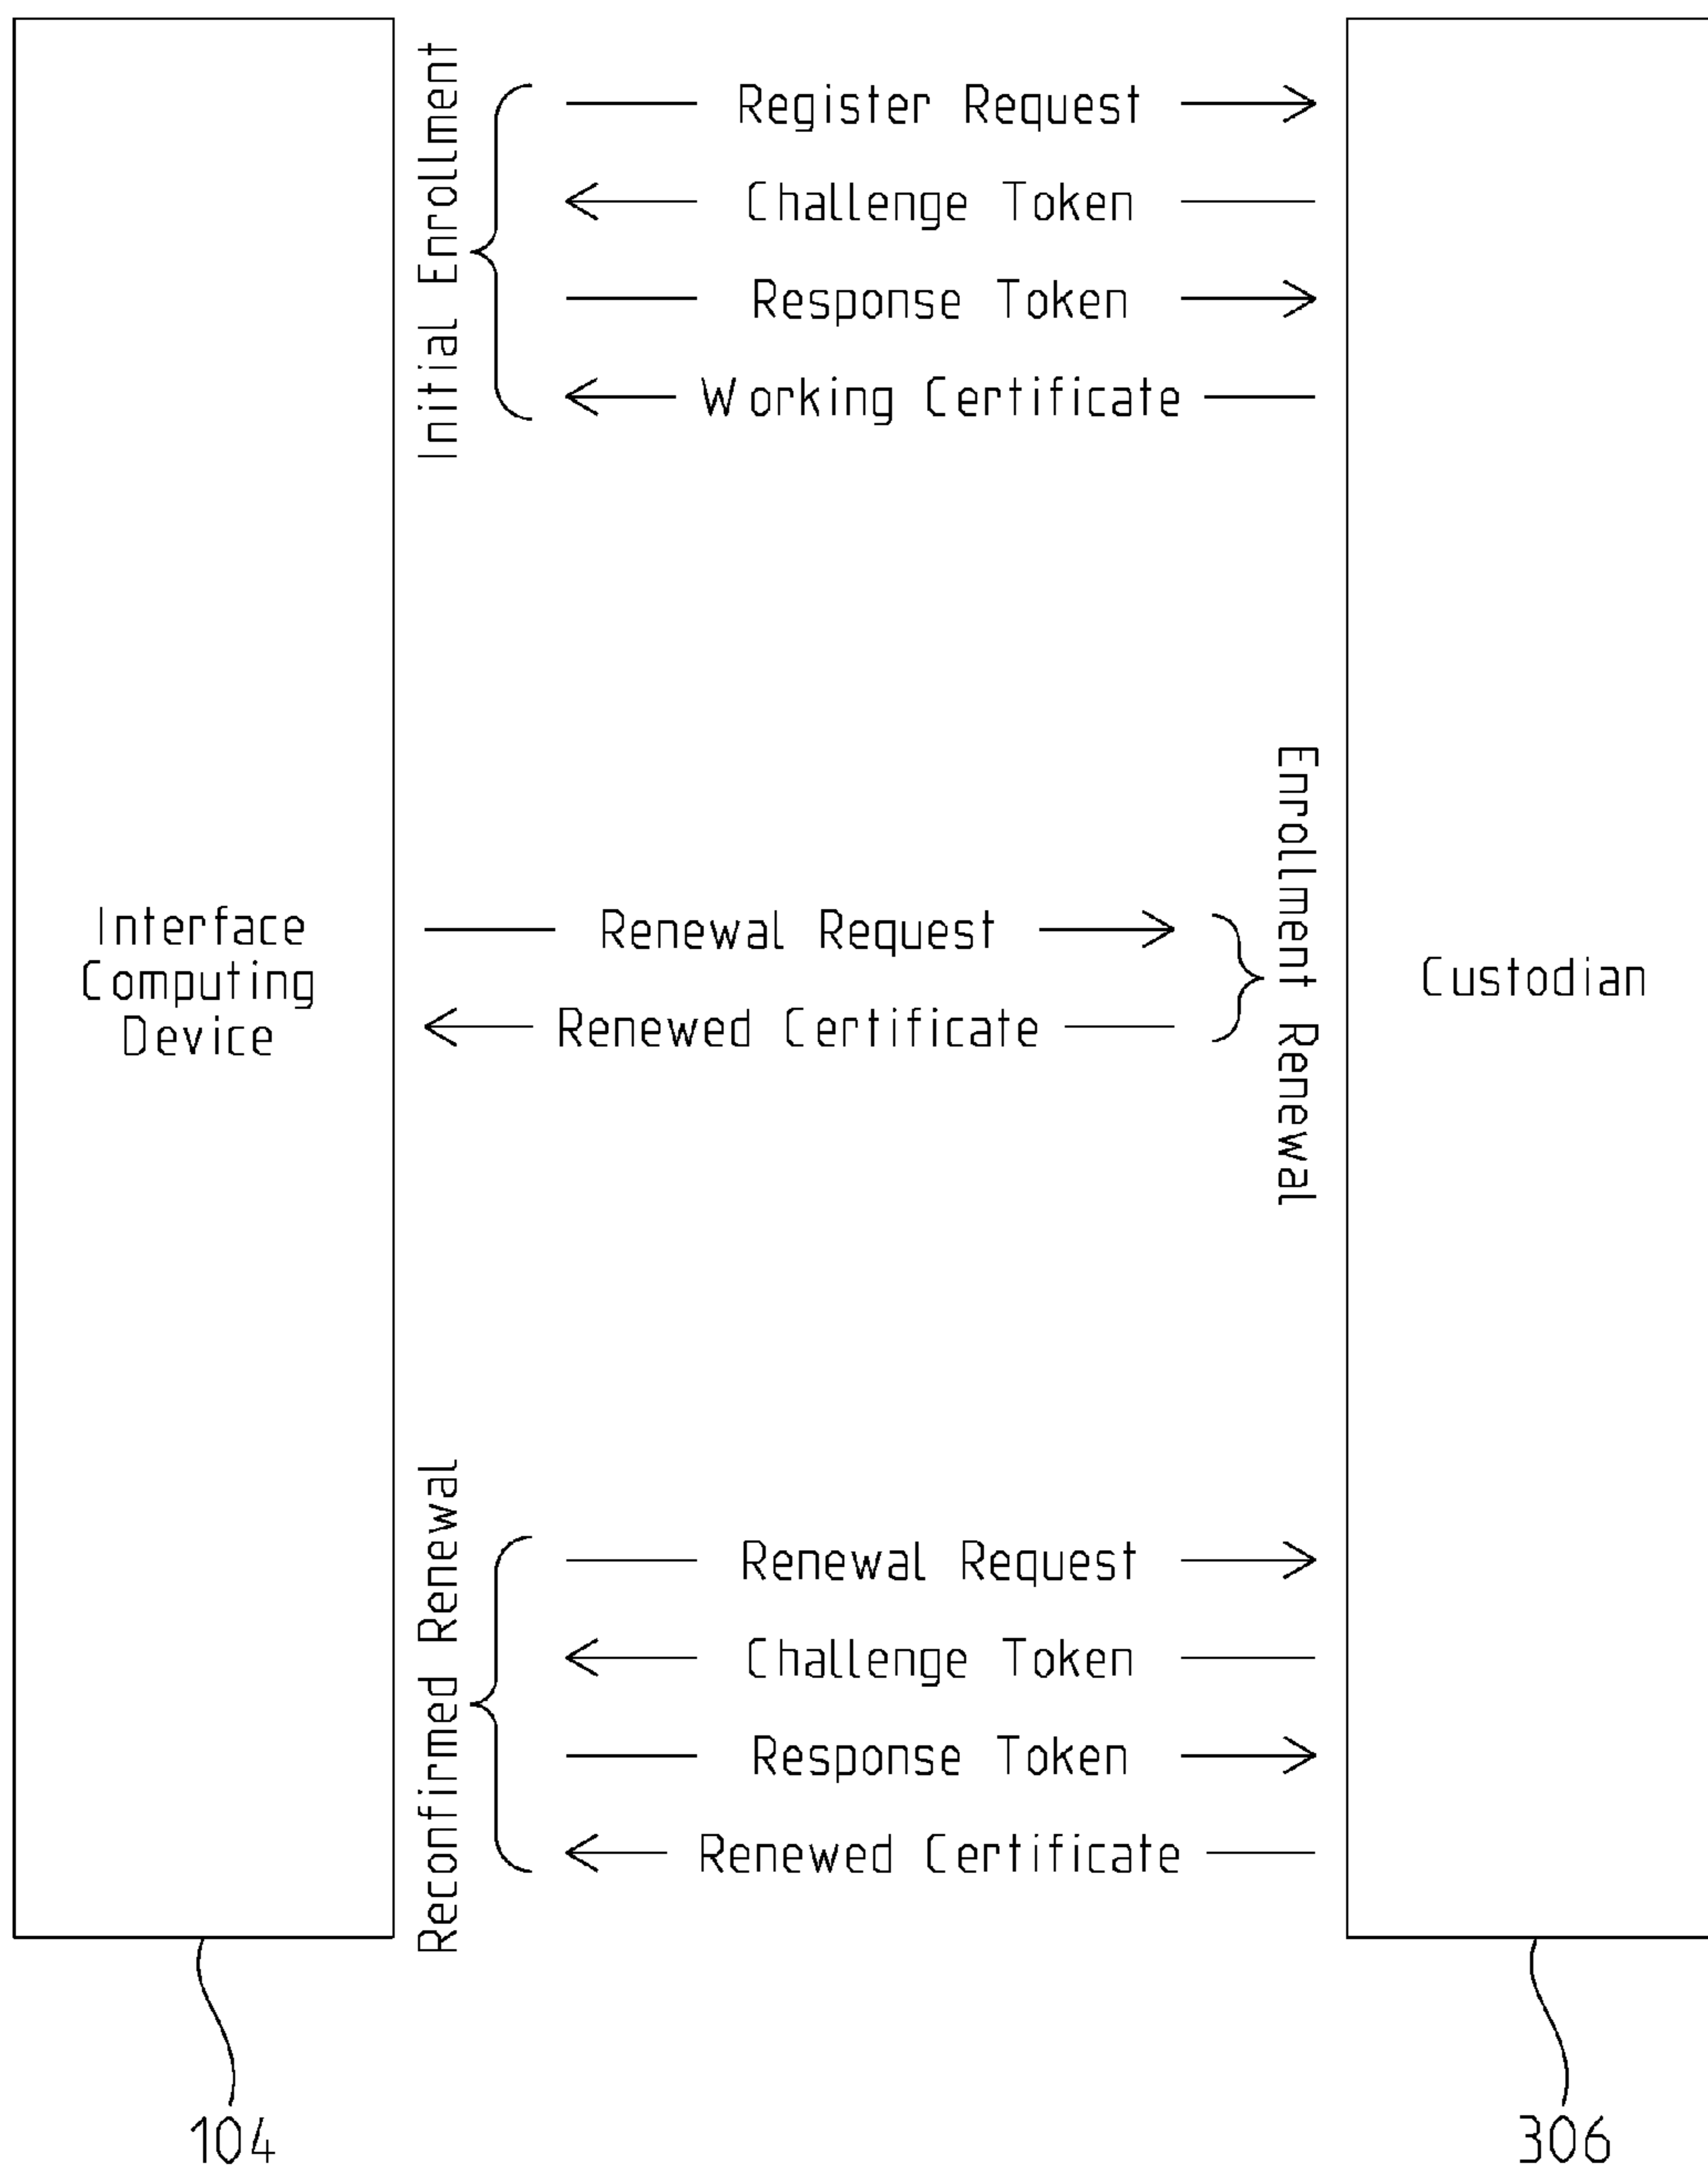 Initial Enrollment
Register Request
Challenge Token
Response Token
Working Certificate
Interface
Computing
Device
Renewal Request
Renewed Certificate
Enrollment Renewal
Custodian
Reconfirmed Renewal
Renewal Request
Challenge Token
Response Token
Renewed Certificate
104
306